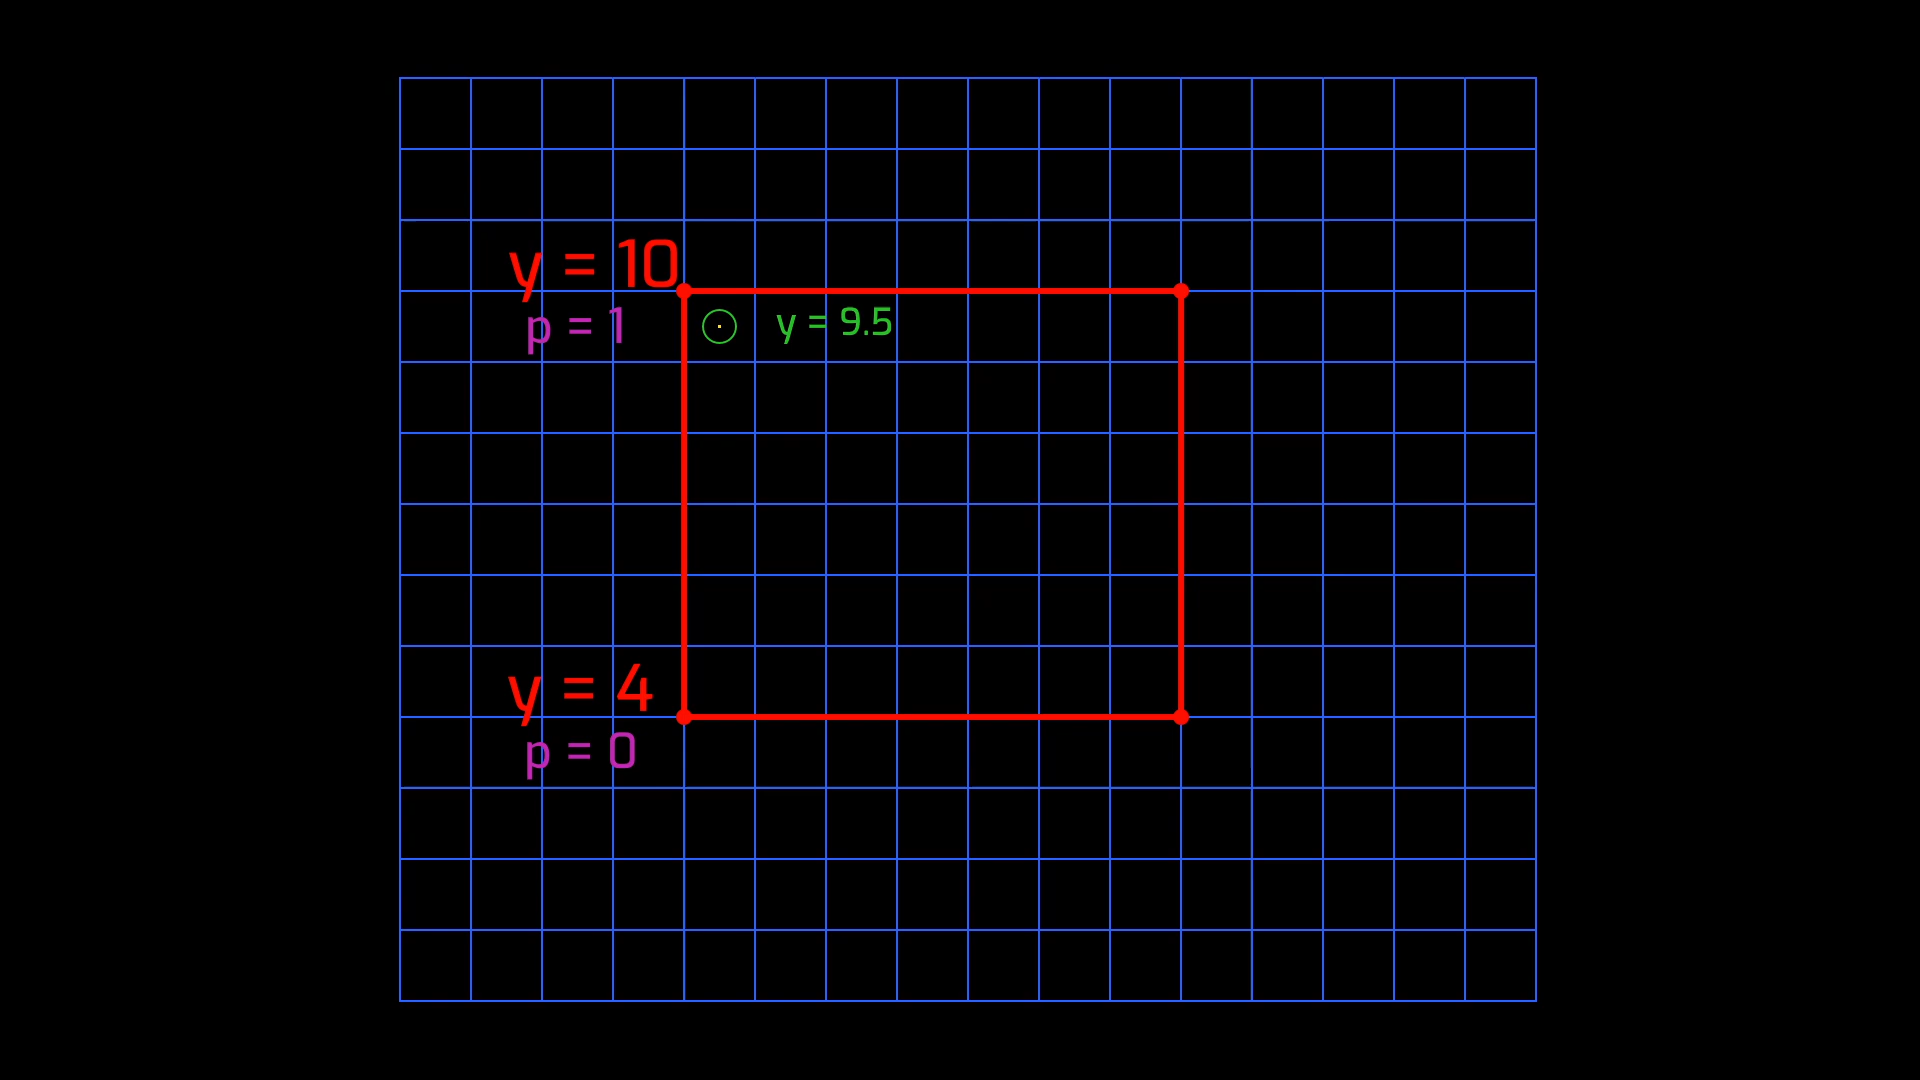 y = 10
p = 1
y = 9.5
y = 4
p = 0